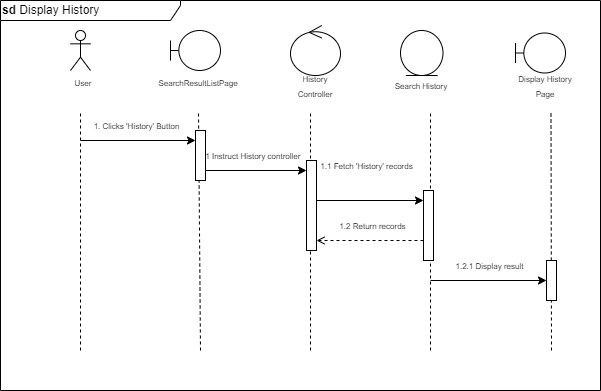 sd Display History
User
SearchResultListPage
History
Controller
Search History
Display History
Page
1. Clicks 'History' Button
1 Instruct History controller
1.1 Fetch 'History' records
1.2 Return records
1.2.1 Display result